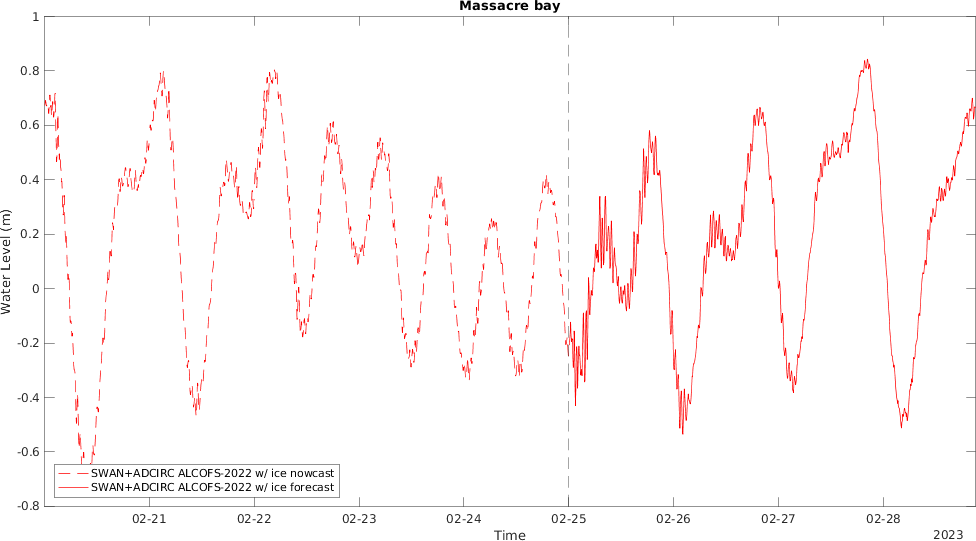 Massacre bay
1
0.8
0.6
0.4
0.2
0
-0.2
-0.4
-0.6
-0.8
Water Level (m)
SWAN+ADCIRC ALCOFS-2022 w/ ice nowcast
SWAN+ADCIRC ALCOFS-2022 w/ ice forecast
02-21 02-22 02-23 02-24 02-25 02-26 02-27 02-28
Time
2023